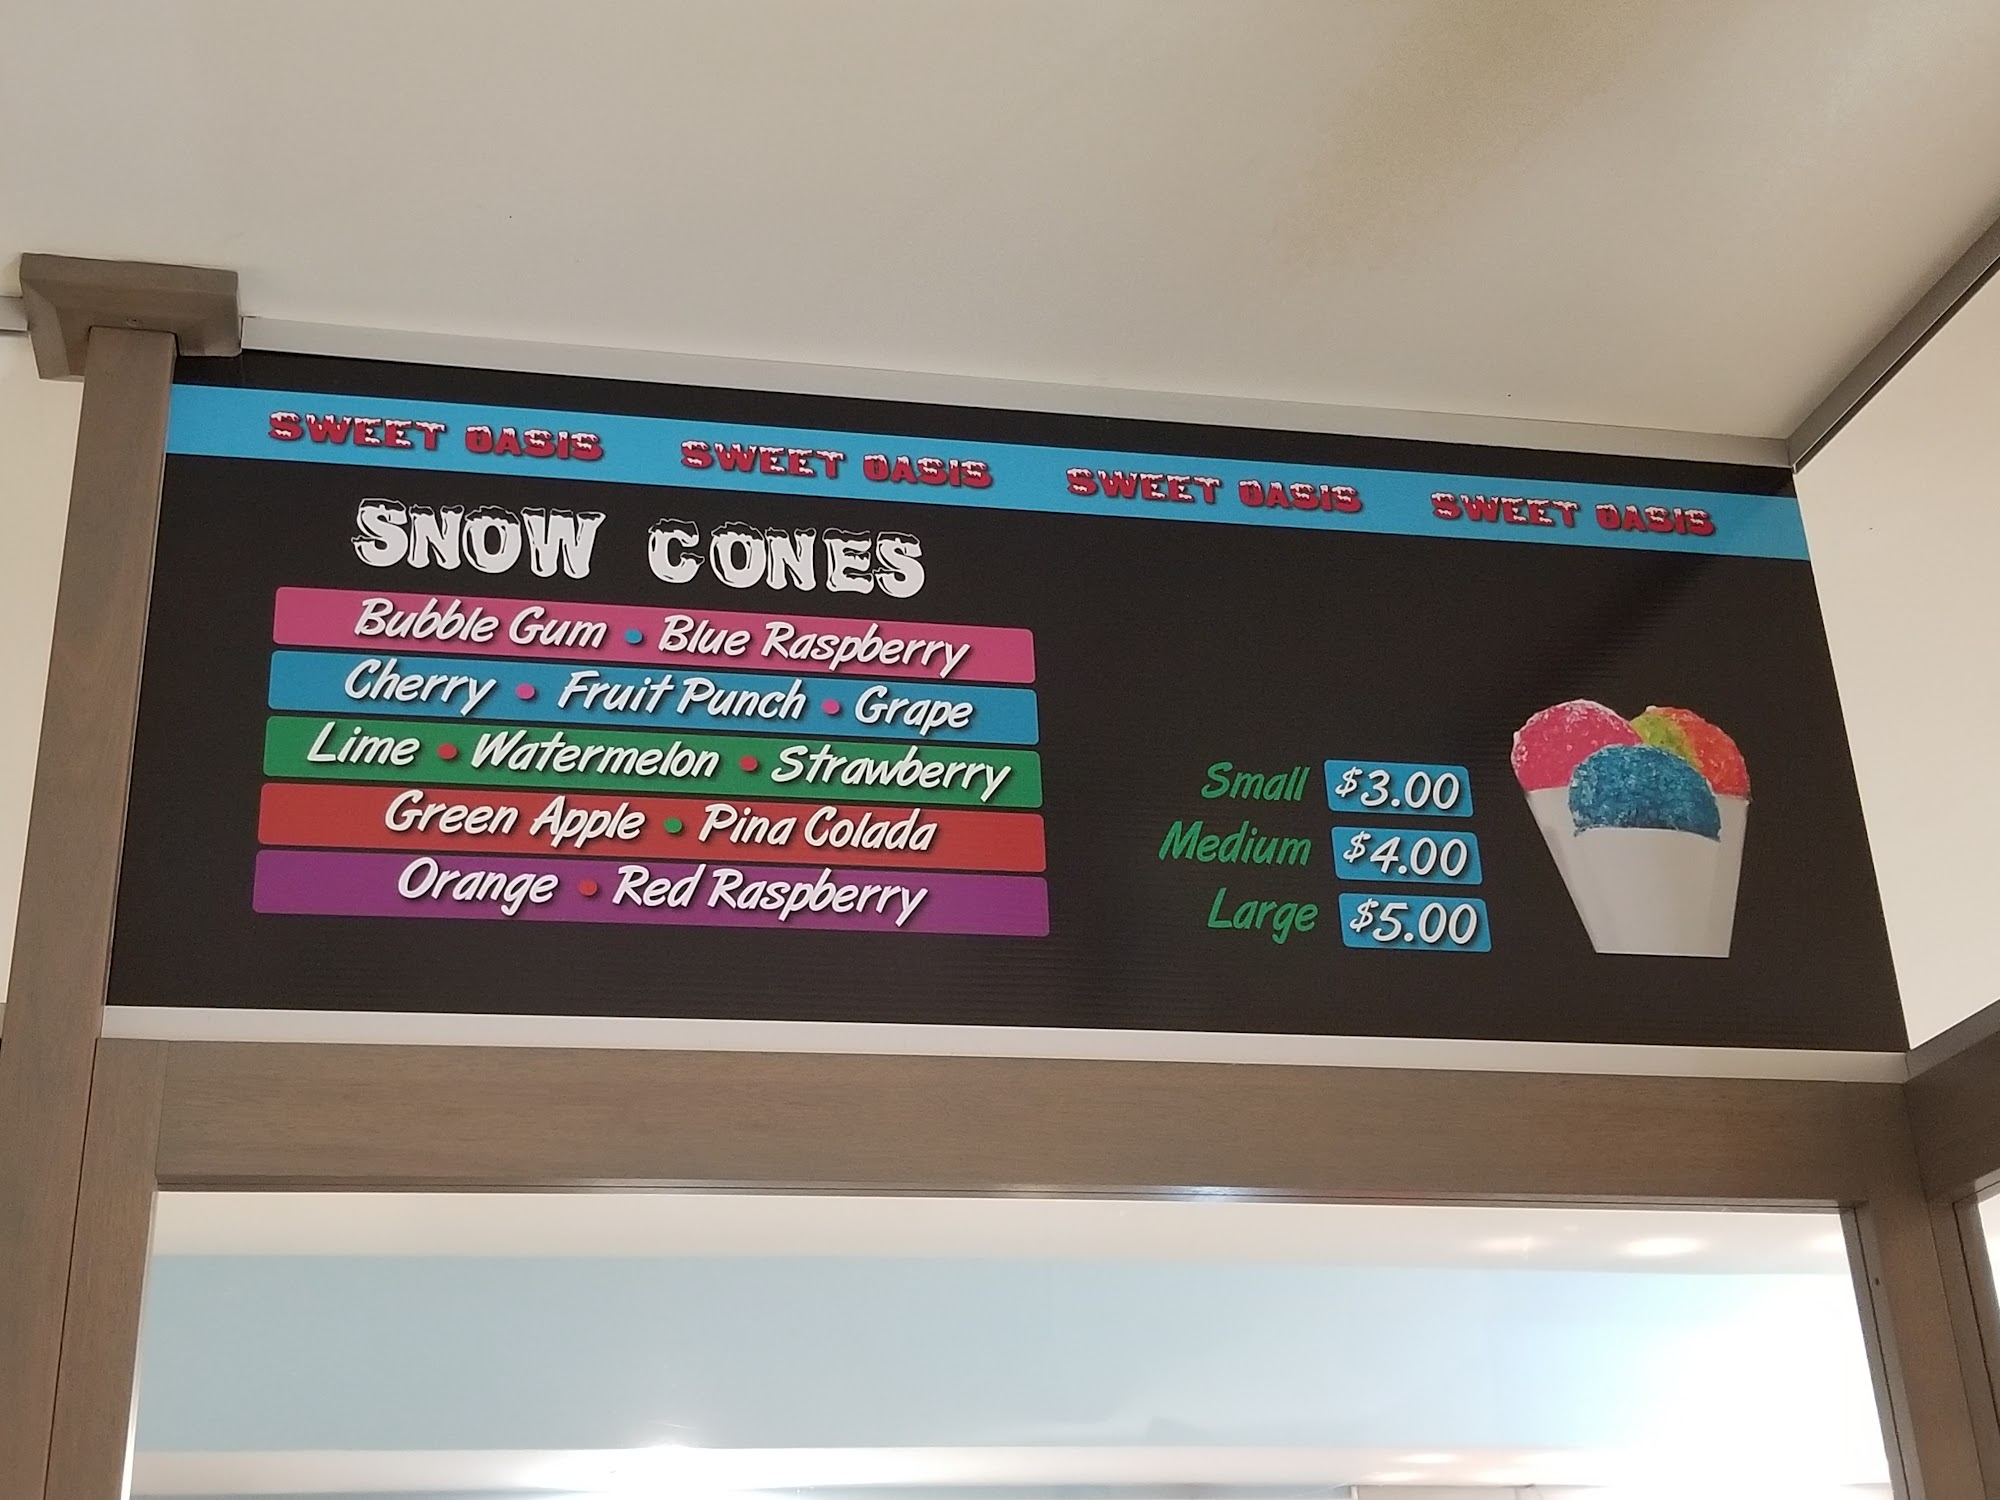 SWEET OASIS SWEET OASIS SWEET OASIS SWEET OASIS
SNOW CONES
Bubble Gum • Blue Raspberry
Cherry • Fruit Punch • Grape
Lime • Watermelon • Strawberry
Green Apple • Pina Colada
Orange • Red Raspberry
Small $3.00
Medium $4.00
Large $5.00